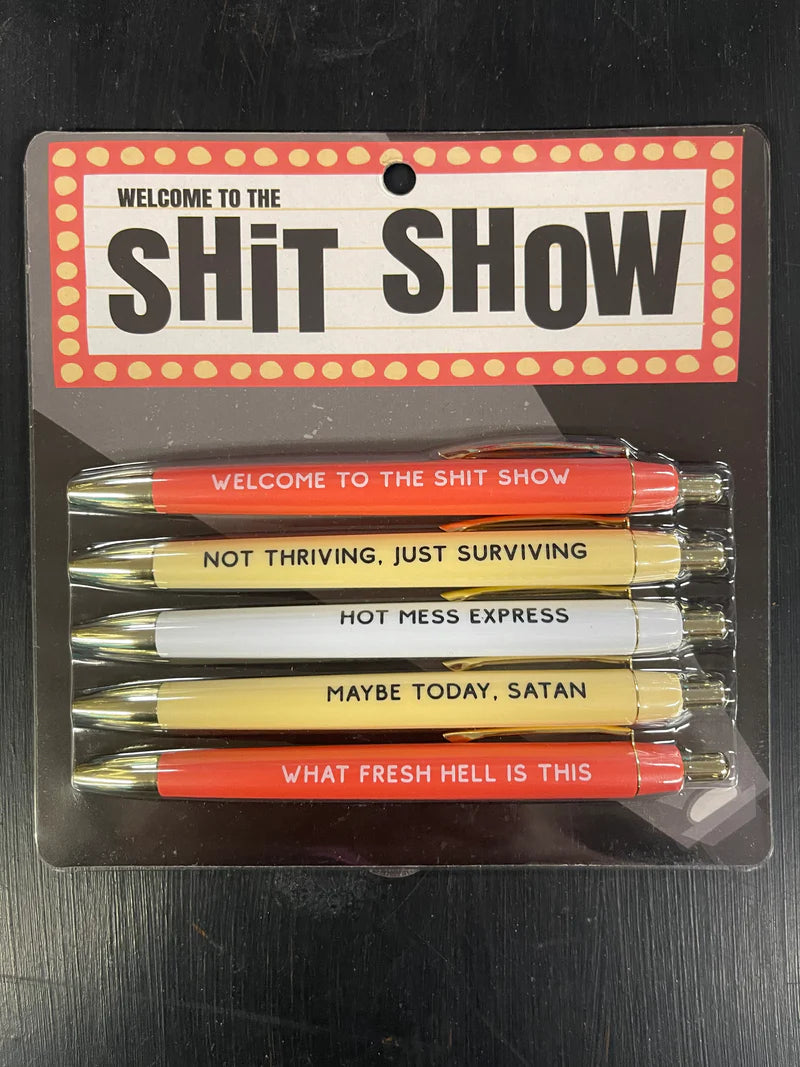 WELCOME TO THE
SHiT SHOW
WELCOME TO THE SHIT SHOW
NOT THRIVING, JUST SURVIVING
HOT MESS EXPRESS
MAYBE TODAY, SATAN
WHAT FRESH HELL IS THIS